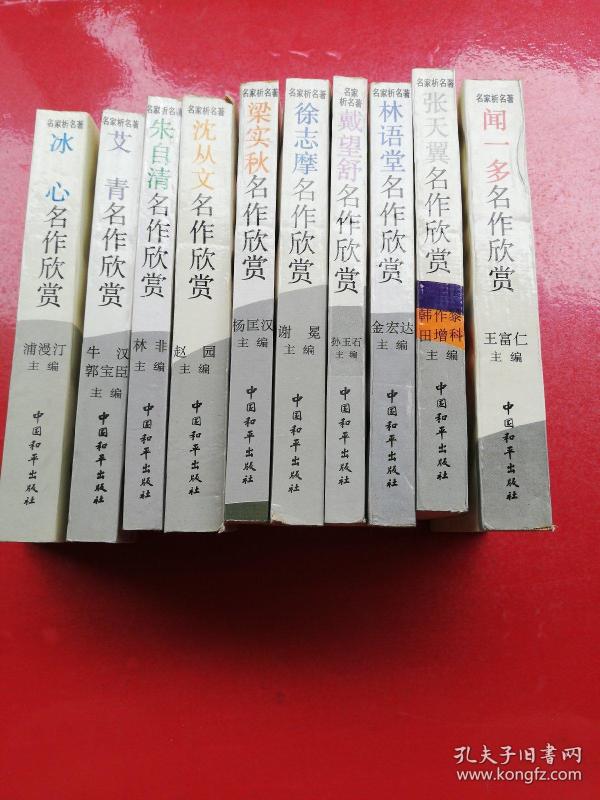 冰心名作欣赏
浦漫汀
主编
名家析名著
艾青名作欣赏
牛汉
郭宝臣
主编
中国和平出版社
名家析名著
朱自清名作欣赏
林非
主编
中国和平出版社
名家析名著
沈从文名作欣赏
赵园
主编
中国和平出版社
名家析名著
梁实秋名作欣赏
杨匡汉
主编
中国和平出版社
名家析名著
徐志摩名作欣赏
谢冕
主编
中国和平出版社
名家析名著
戴望舒名作欣赏
孙玉石
主编
中国和平出版社
名家析名著
林语堂名作欣赏
金宏达
主编
中国和平出版社
名家析名著
张天翼名作欣赏
韩作黎
田增科
主编
中国和平出版社
名家析名著
闻一多名作欣赏
王富仁
主编
中国和平出版社
中国和平出版社
孔夫子旧书网
www.kongfz.com